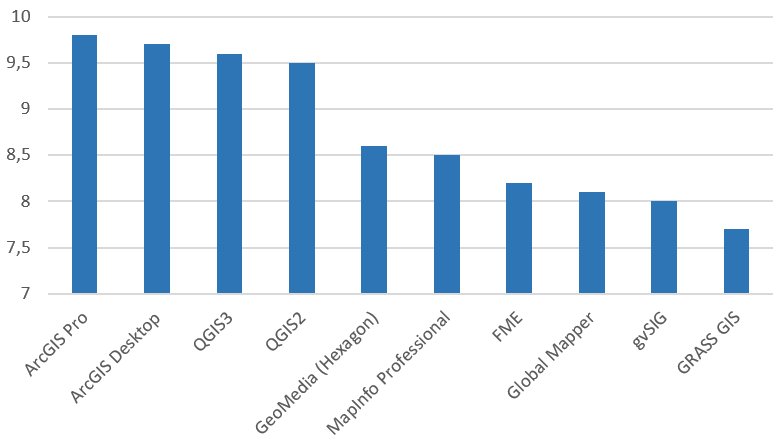 10
9,5
9
8,5
8
7,5
7
ArcGIS Pro
ArcGIS Desktop
QGIS3
QGIS2
GeoMedia (Hexagon)
MapInfo Professional
FME
Global Mapper
gvSIG
GRASS GIS